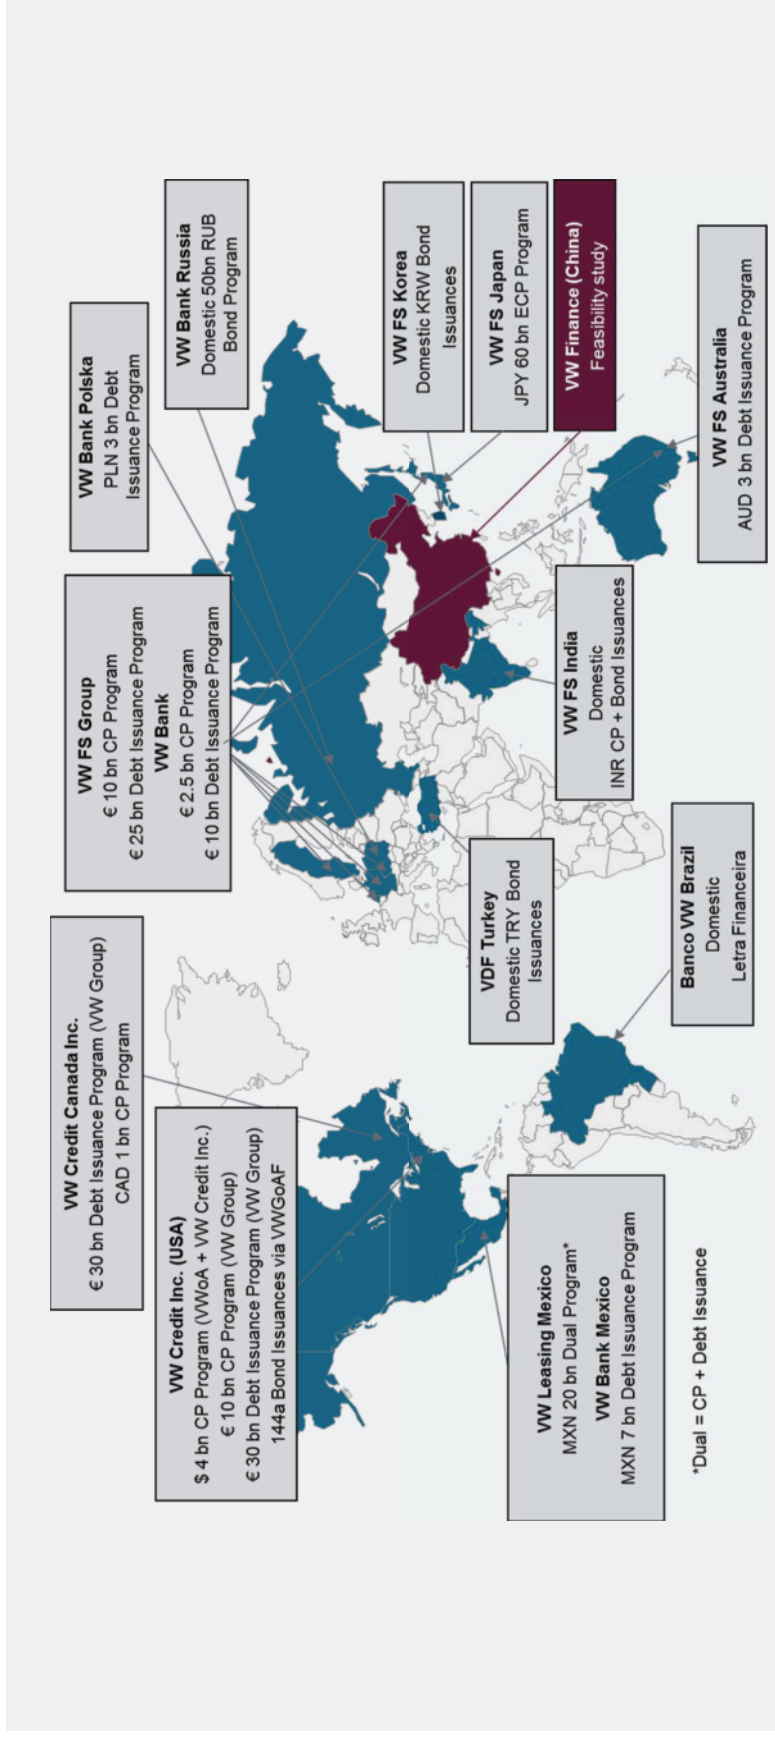 VW Credit Canada Inc.
€ 30 bn Debt Issuance Program (VW Group)
CAD 1 bn CP Program
VW Credit Inc. (USA)
$ 4 bn CP Program (VWoA + VW Credit Inc.)
€ 10 bn CP Program (VW Group)
€ 30 bn Debt Issuance Program (VW Group)
144a Bond Issuances via VWGoAF
VW Leasing Mexico
MXN 20 bn Dual Program*
VW Bank Mexico
MXN 7 bn Debt Issuance Program
*Dual = CP + Debt Issuance
VW FS Group
€ 10 bn CP Program
€ 25 bn Debt Issuance Program
VW Bank
€ 2.5 bn CP Program
€ 10 bn Debt Issuance Program
VDF Turkey
Domestic TRY Bond
Issuances
Banco VW Brazil
Domestic
Letra Financeira
VW Bank Polska
PLN 3 bn Debt
Issuance Program
VW Bank Russia
Domestic 50bn RUB
Bond Program
VW FS India
Domestic
INR CP + Bond Issuances
VW FS Korea
Domestic KRW Bond
Issuances
VW FS Japan
JPY 60 bn ECP Program
VW Finance (China)
Feasibility study
VW FS Australia
AUD 3 bn Debt Issuance Program